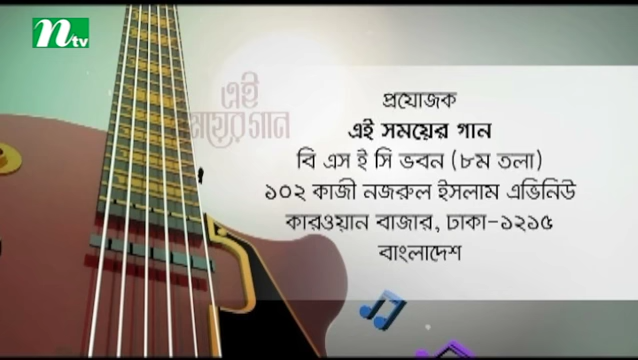 ntv
এই
সময়ের গান
প্রযোজক
এই সময়ের গান
বি এস ই সি ভবন (৮ম তলা)
১০২ কাজী নজরুল ইসলাম এভিনিউ
কারওয়ান বাজার, ঢাকা-১২১৫
বাংলাদেশ